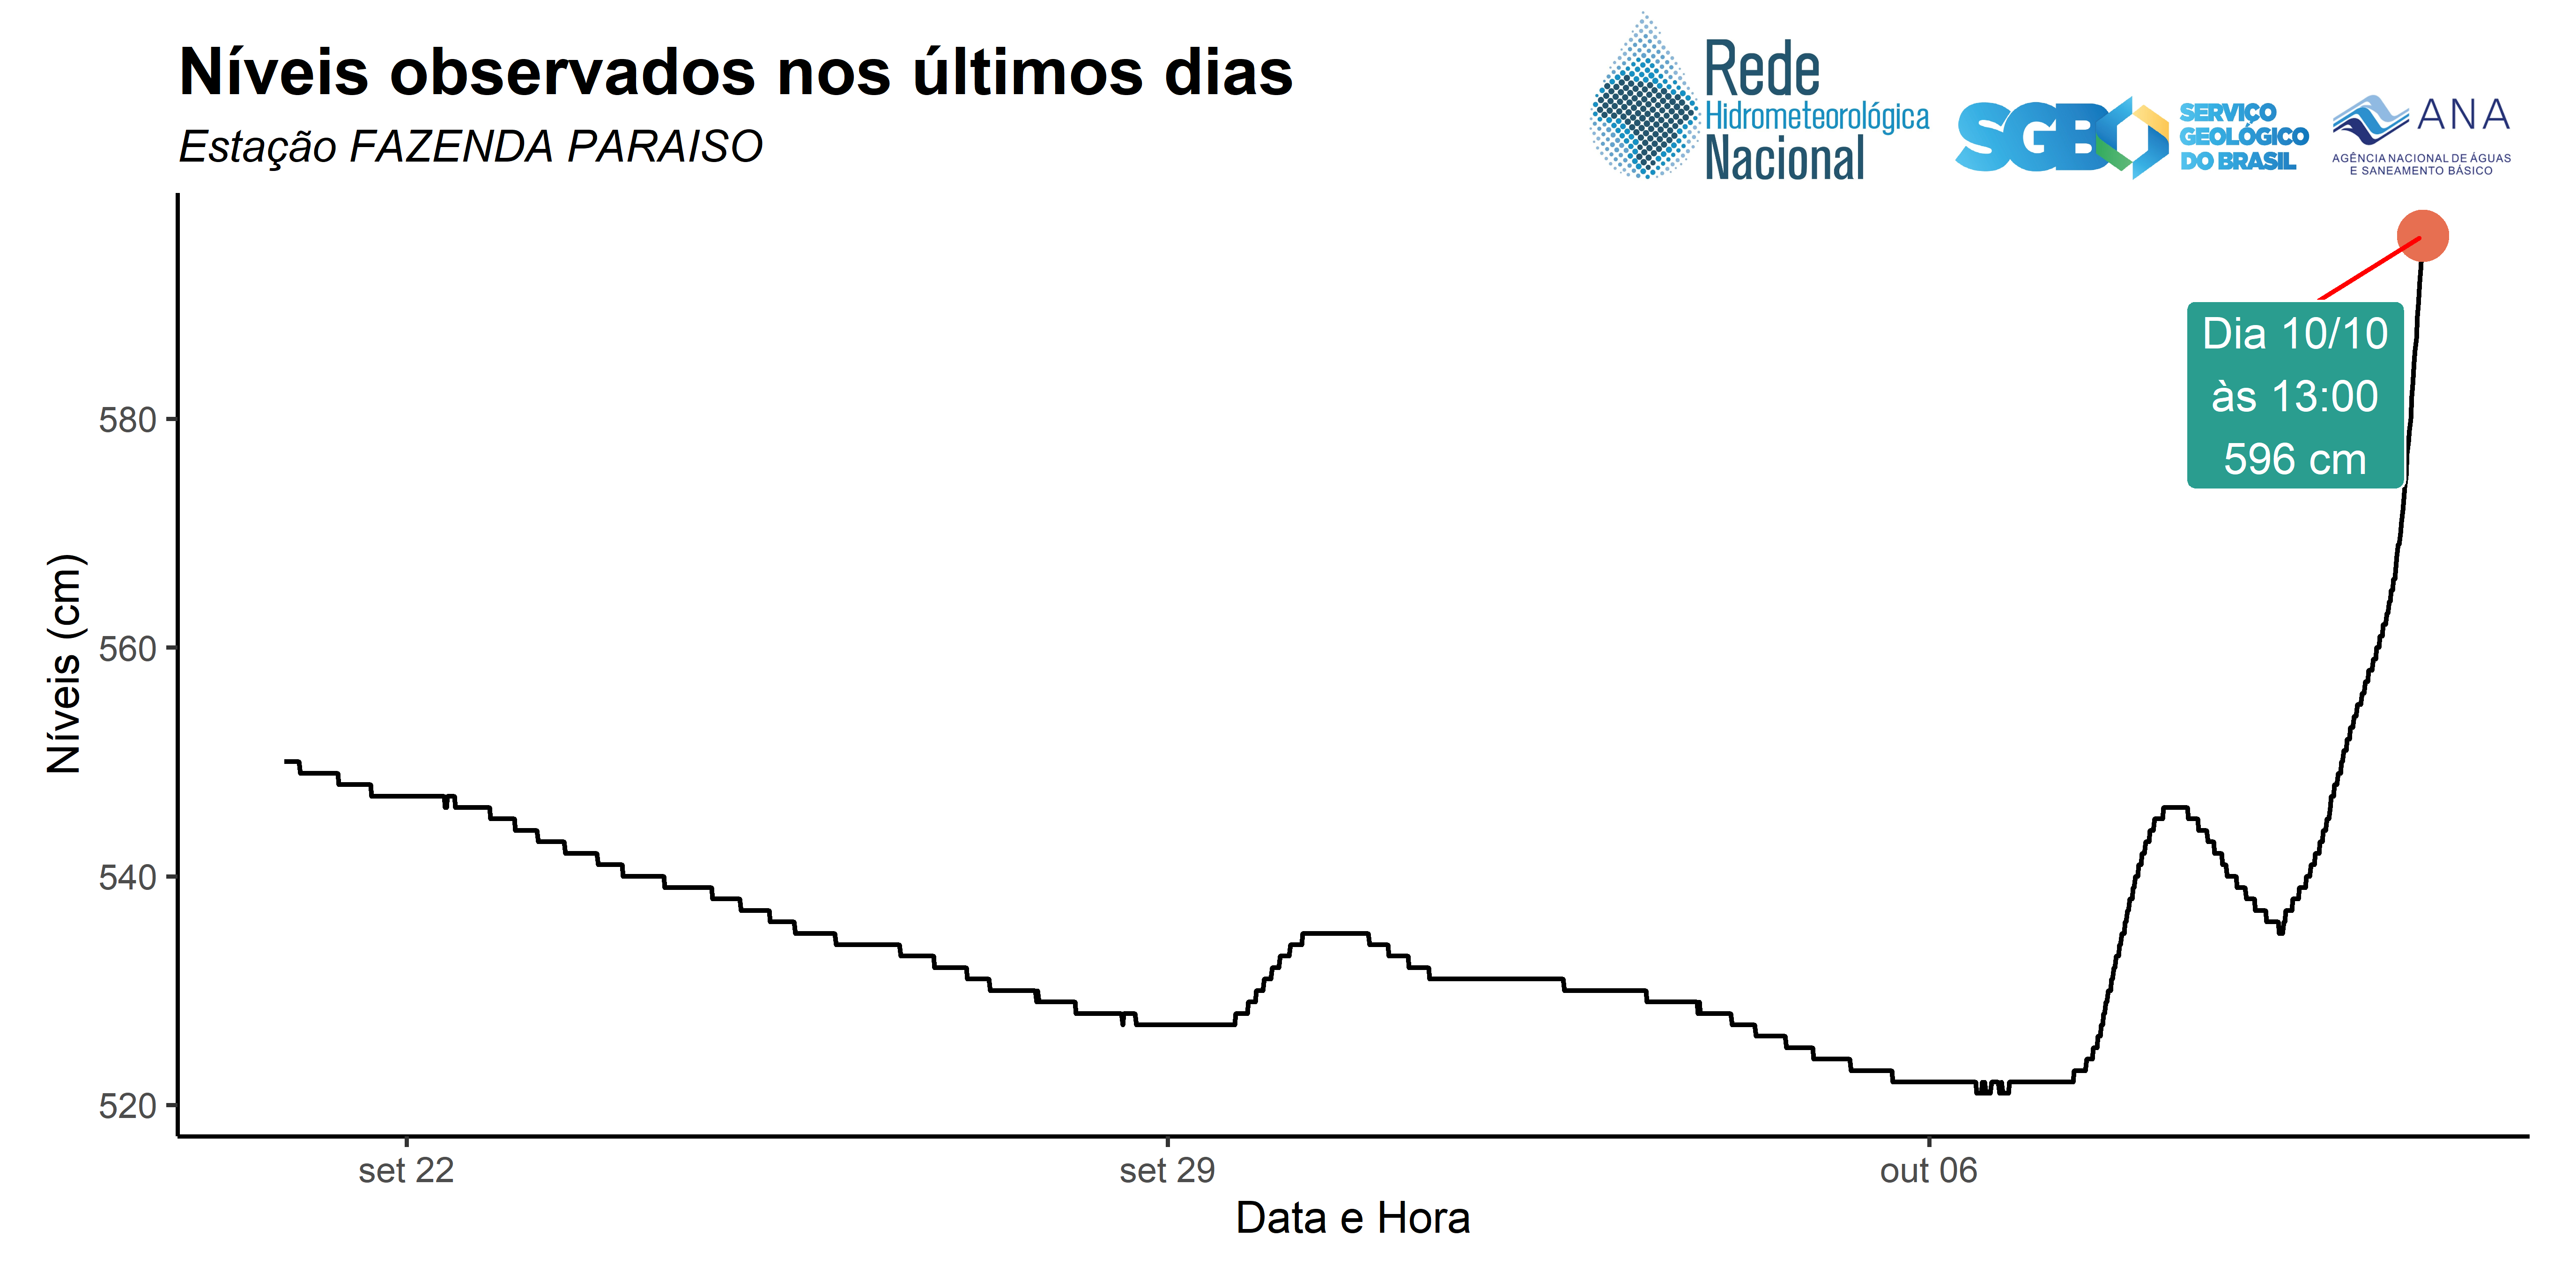 Níveis observados nos últimos dias
Estação FAZENDA PARAISO
Rede
Hidrometeorológica
Nacional
SGB
SERVIÇO
GEOLÓGICO
DO BRASIL
ANA
AGÊNCIA NACIONAL DE ÁGUAS
E SANEAMENTO BÁSICO
Dia 10/10
às 13:00
596 cm
Níveis (cm)
580
560
540
520
set 22
set 29
out 06
Data e Hora